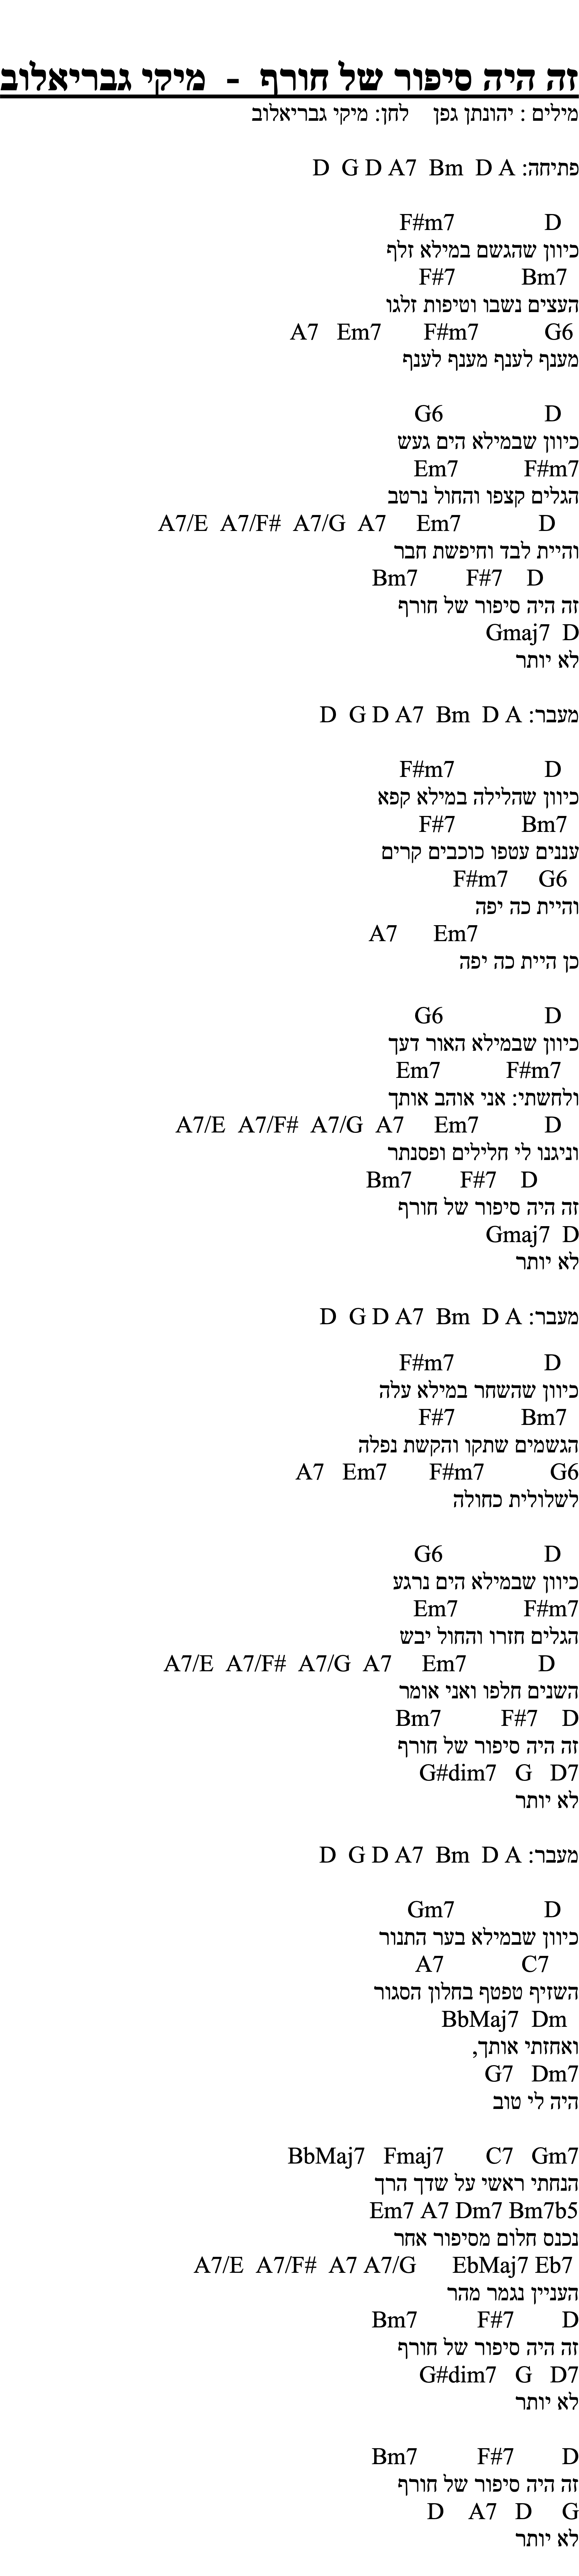 זה היה סיפור של חורף - מיקי גבריאלוב
מילים : יהונתן גפן לחן: מיקי גבריאלוב
פתיחה: D G D A7 Bm D A
F#m7 D
כיוון שהגשם במילא זלף
F#7 Bm7
העצים נשבו וטיפות זלגו
A7 Em7 F#m7 G6
מענף לענף מענף לענף
G6 D
כיוון שבמילא הים געש
Em7 F#m7
הגלים קצפו והחול נרטב
A7/E A7/F# A7/G A7 Em7 D
והיית לבד וחיפשת חבר
Bm7 F#7 D
זה היה סיפור של חורף
Gmaj7 D
לא יותר
מעבר: D G D A7 Bm D A
F#m7 D
כיוון שהלילה במילא קפא
F#7 Bm7
עננים עטפו כוכבים קרים
F#m7 G6
והיית כה יפה
A7 Em7
כן היית כה יפה
G6 D
כיוון שבמילא האור דעך
Em7 F#m7
ולחשתי: אני אוהב אותך
A7/E A7/F# A7/G A7 Em7 D
וניגנו לי חלילים ופסנתר
Bm7 F#7 D
זה היה סיפור של חורף
Gmaj7 D
לא יותר
מעבר: D G D A7 Bm D A
F#m7 D
כיוון שהשחר במילא עלה
F#7 Bm7
הגשמים שתקו והקשת נפלה
A7 Em7 F#m7 G6
לשלולית כחולה
G6 D
כיוון שבמילא הים נרגע
Em7 F#m7
הגלים חזרו והחול יבש
A7/E A7/F# A7/G A7 Em7 D
השנים חלפו ואני אומר
Bm7 F#7 D
זה היה סיפור של חורף
G#dim7 G D7
לא יותר
מעבר: D G D A7 Bm D A
Gm7 D
כיוון שבמילא בער התנור
A7 C7
השזיף טפטף בחלון הסגור
BbMaj7 Dm
ואחזתי אותך,
G7 Dm7
היה לי טוב
BbMaj7 Fmaj7 C7 Gm7
הנחתי ראשי על שדך הרך
Em7 A7 Dm7 Bm7b5
נכנס חלום מסיפור אחר
A7/E A7/F# A7 A7/G EbMaj7 Eb7
העניין נגמר מהר
Bm7 F#7 D
זה היה סיפור של חורף
G#dim7 G D7
לא יותר
Bm7 F#7 D
זה היה סיפור של חורף
D A7 D G
לא יותר